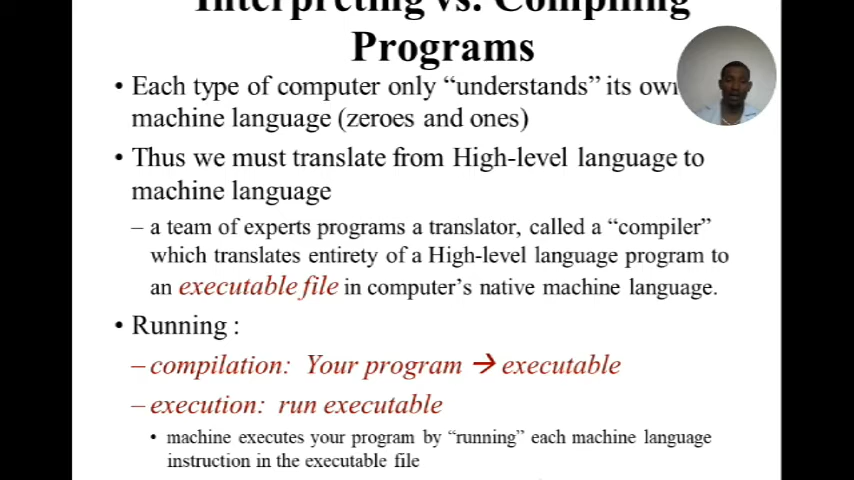 Interpreting vs. Compiling
Programs
• Each type of computer only “understands” its own
machine language (zeroes and ones)
• Thus we must translate from High-level language to
machine language
– a team of experts programs a translator, called a “compiler”
which translates entirety of a High-level language program to
an executable file in computer’s native machine language.
• Running :
– compilation: Your program → executable
– execution: run executable
• machine executes your program by “running” each machine language
instruction in the executable file